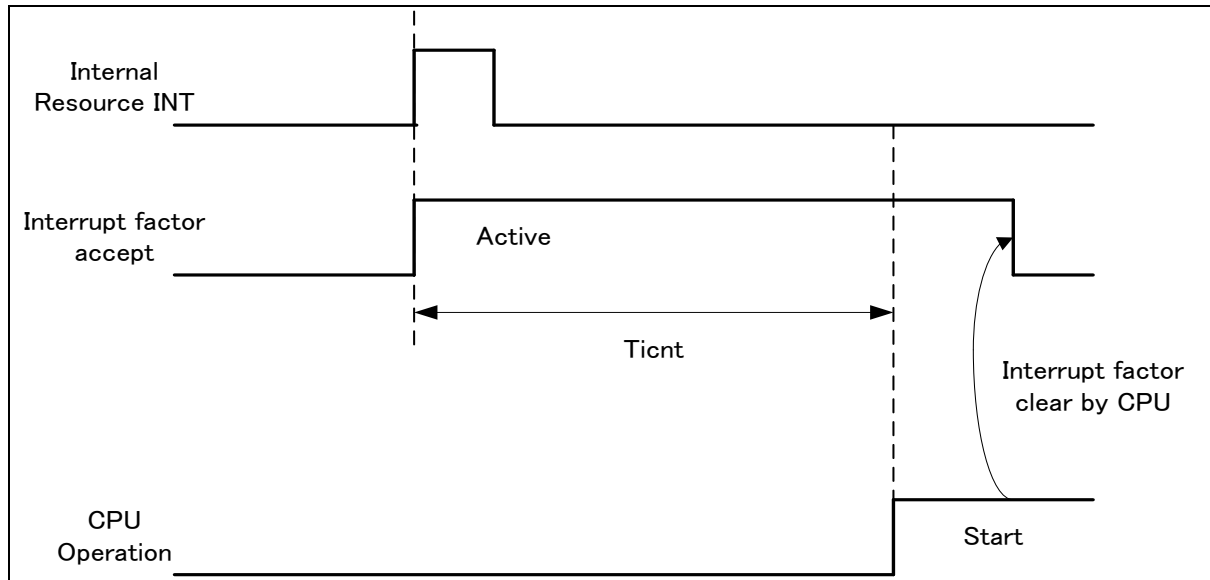 Internal
Resource INT
Interrupt factor
accept
Active
Ticnt
Interrupt factor
clear by CPU
CPU
Operation
Start